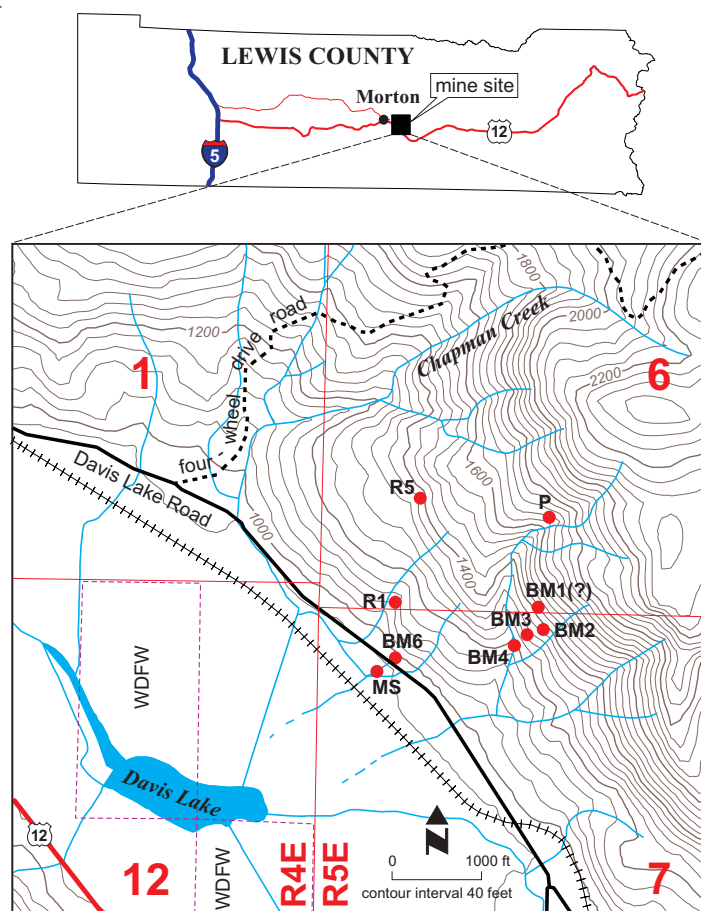 LEWIS COUNTY
mine site
Morton
12
5
1800
2000
1200
four - wheel drive road
Chapman Creek
1
6
2200
Davis Lake Road
1600
R5
P
1000
1400
R1
BM1(?)
BM3
BM2
BM6
BM4
MS
WDFW
Davis Lake
12
N
0 1000 ft
contour interval 40 feet
12
WDFW
R4E
R5E
7